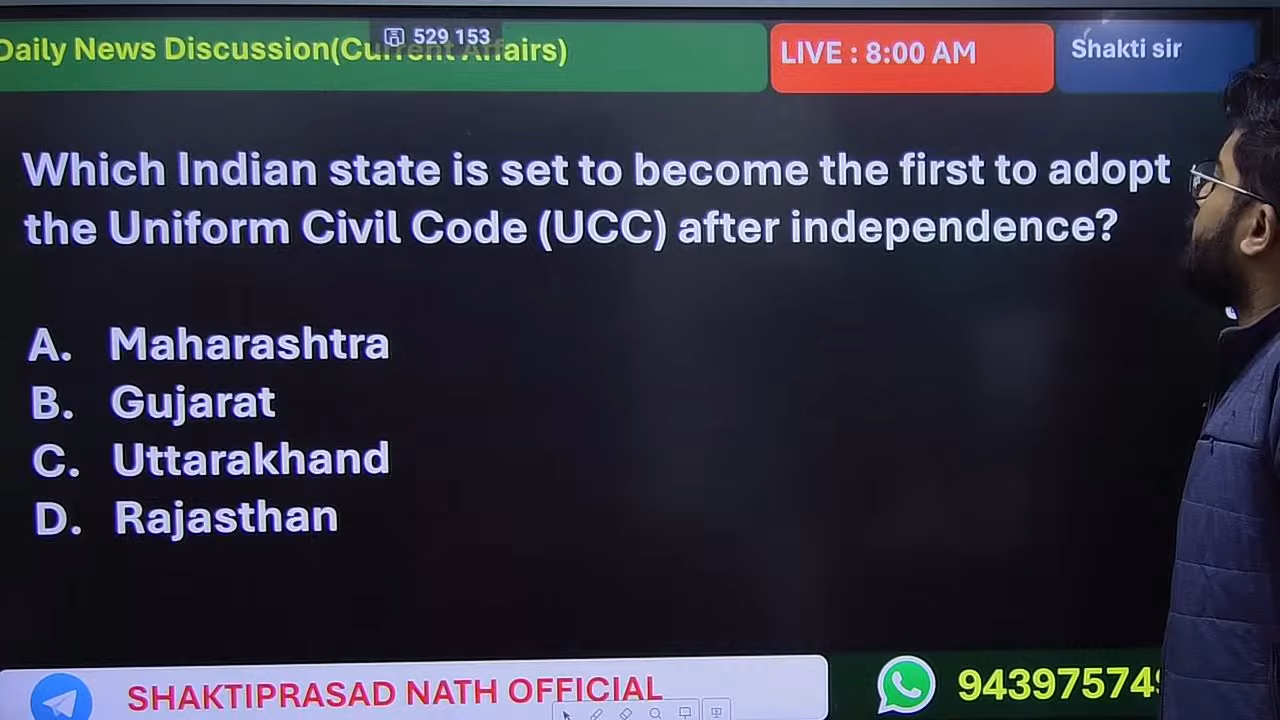 Daily News Discussion(Current Affairs)
529 153
LIVE : 8:00 AM
Shakti sir
Which Indian state is set to become the first to adopt
the Uniform Civil Code (UCC) after independence?
A. Maharashtra
B. Gujarat
C. Uttarakhand
D. Rajasthan
SHAKTIPRASAD NATH OFFICIAL
94397574